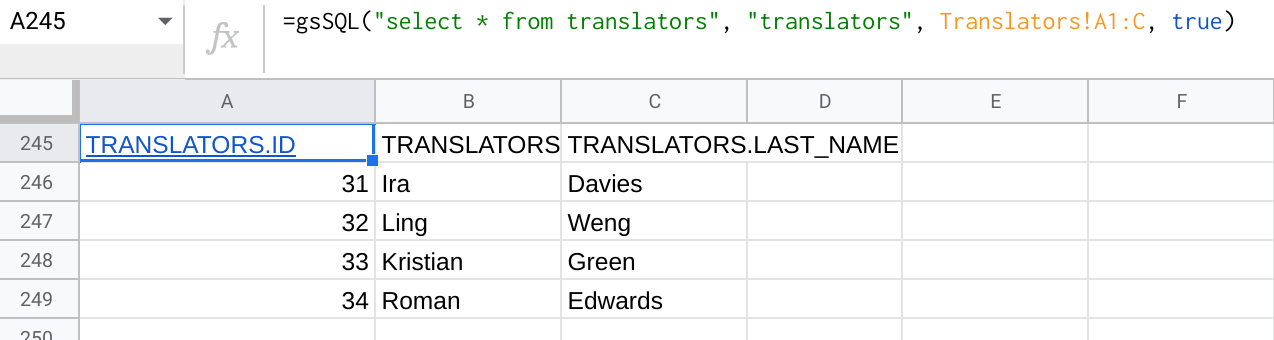 A245 fx =gsSQL("select * from translators", "translators", Translators!A1:C, true)
A B C D E F
245 TRANSLATORS.ID TRANSLATORS TRANSLATORS.LAST_NAME
246 31 Ira Davies
247 32 Ling Weng
248 33 Kristian Green
249 34 Roman Edwards
250